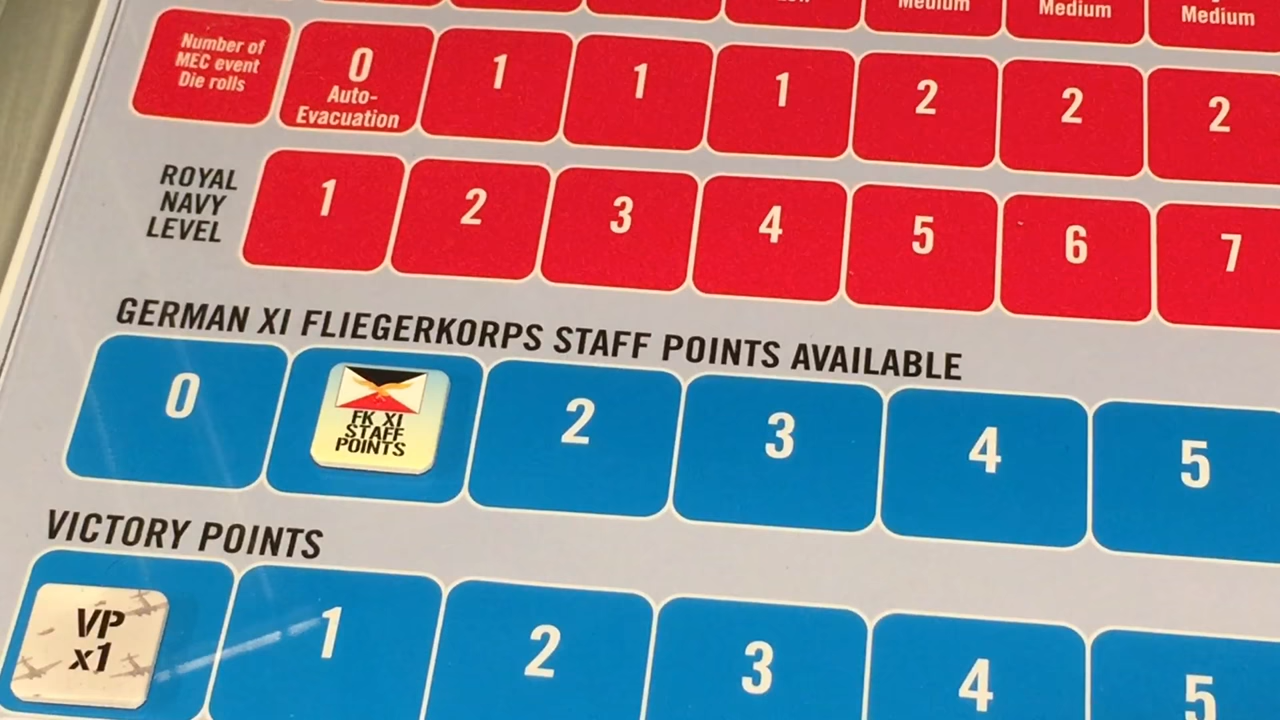 Medium Medium Medium
Number of
MEC event
Die rolls
0
Auto-
Evacuation
1 1 1 2 2 2
ROYAL
NAVY
LEVEL
1 2 3 4 5 6 7
GERMAN XI FLIEGERKORPS STAFF POINTS AVAILABLE
0
FK XI
STAFF
POINTS
2 3 4 5
VICTORY POINTS
VP
x1
1 2 3 4 5